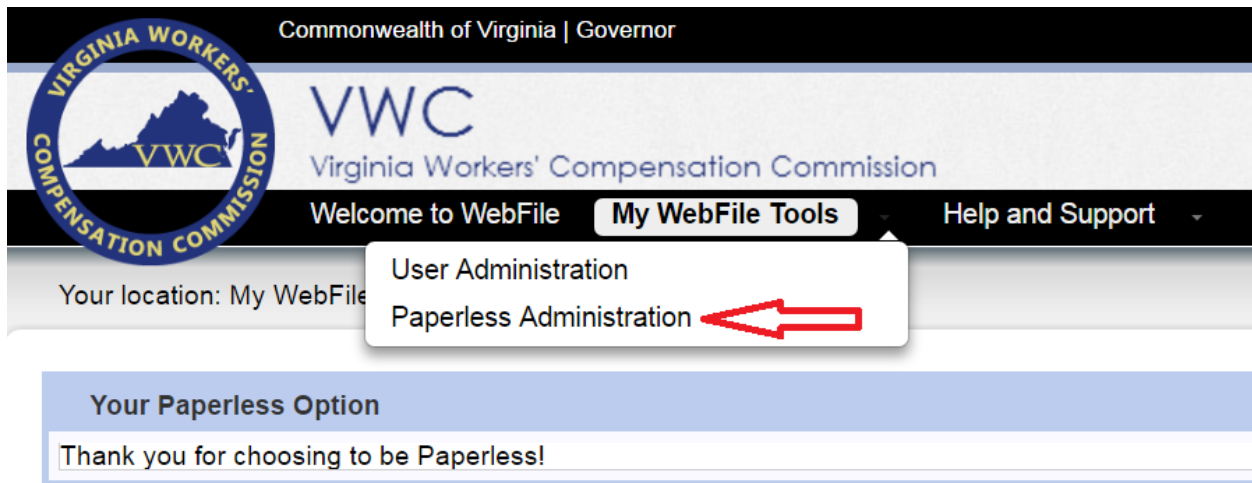 Commonwealth of Virginia | Governor
VIRGINIA WORKERS' COMPENSATION COMMISSION
VWC
VWC
Virginia Workers' Compensation Commission
Welcome to WebFile My WebFile Tools Help and Support
User Administration
Your location: My WebFile
Paperless Administration
Your Paperless Option
Thank you for choosing to be Paperless!